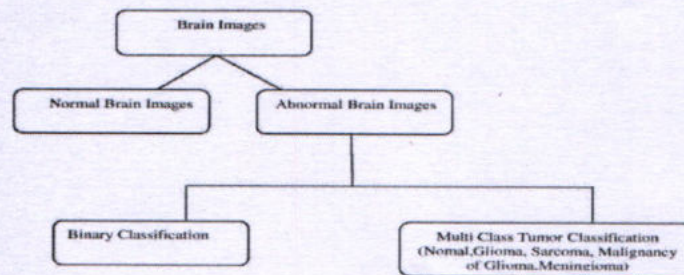 Brain Images
Normal Brain Images
Abnormal Brain Images
Binary Classification
Multi Class Tumor Classification
(Nomal,Glioma, Sarcoma, Malignancy
of Glioma.Meningioma)